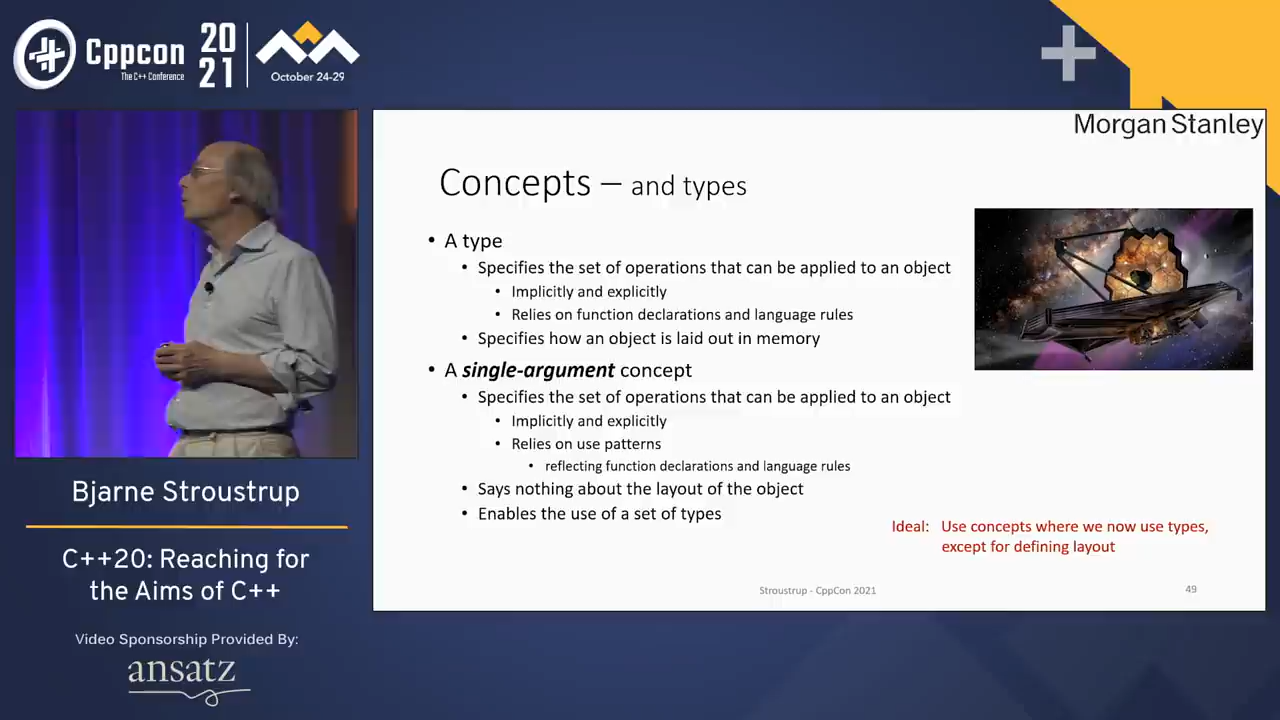 Cppcon
The C++ Conference
20
21
October 24-29
Morgan Stanley
Concepts – and types
• A type
• Specifies the set of operations that can be applied to an object
• Implicitly and explicitly
• Relies on function declarations and language rules
• Specifies how an object is laid out in memory
• A single-argument concept
• Specifies the set of operations that can be applied to an object
• Implicitly and explicitly
• Relies on use patterns
• reflecting function declarations and language rules
• Says nothing about the layout of the object
• Enables the use of a set of types
Ideal: Use concepts where we now use types,
except for defining layout
Stroustrup - CppCon 2021
49
Bjarne Stroustrup
C++20: Reaching for
the Aims of C++
Video Sponsorship Provided By:
ansatz